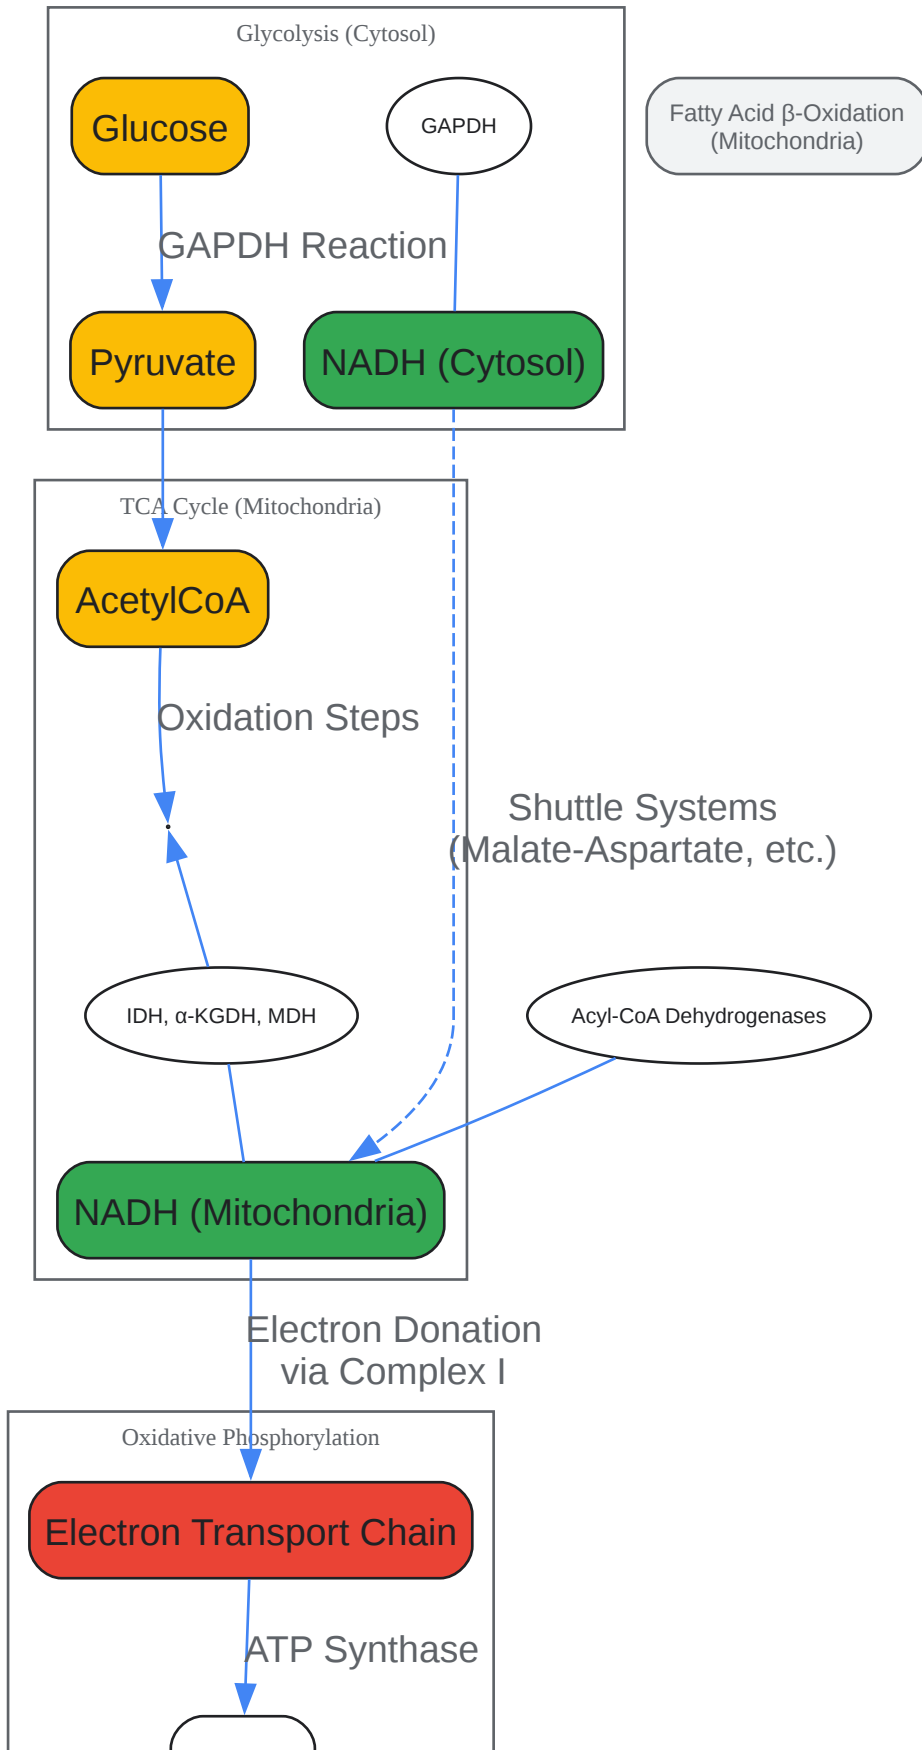 Glycolysis (Cytosol)
Glucose
GAPDH
Fatty Acid β-Oxidation
(Mitochondria)
GAPDH Reaction
Pyruvate
NADH (Cytosol)
TCA Cycle (Mitochondria)
AcetylCoA
Oxidation Steps
Shuttle Systems
(Malate-Aspartate, etc.)
IDH, α-KGDH, MDH
Acyl-CoA Dehydrogenases
NADH (Mitochondria)
Electron Donation
via Complex I
Oxidative Phosphorylation
Electron Transport Chain
ATP Synthase